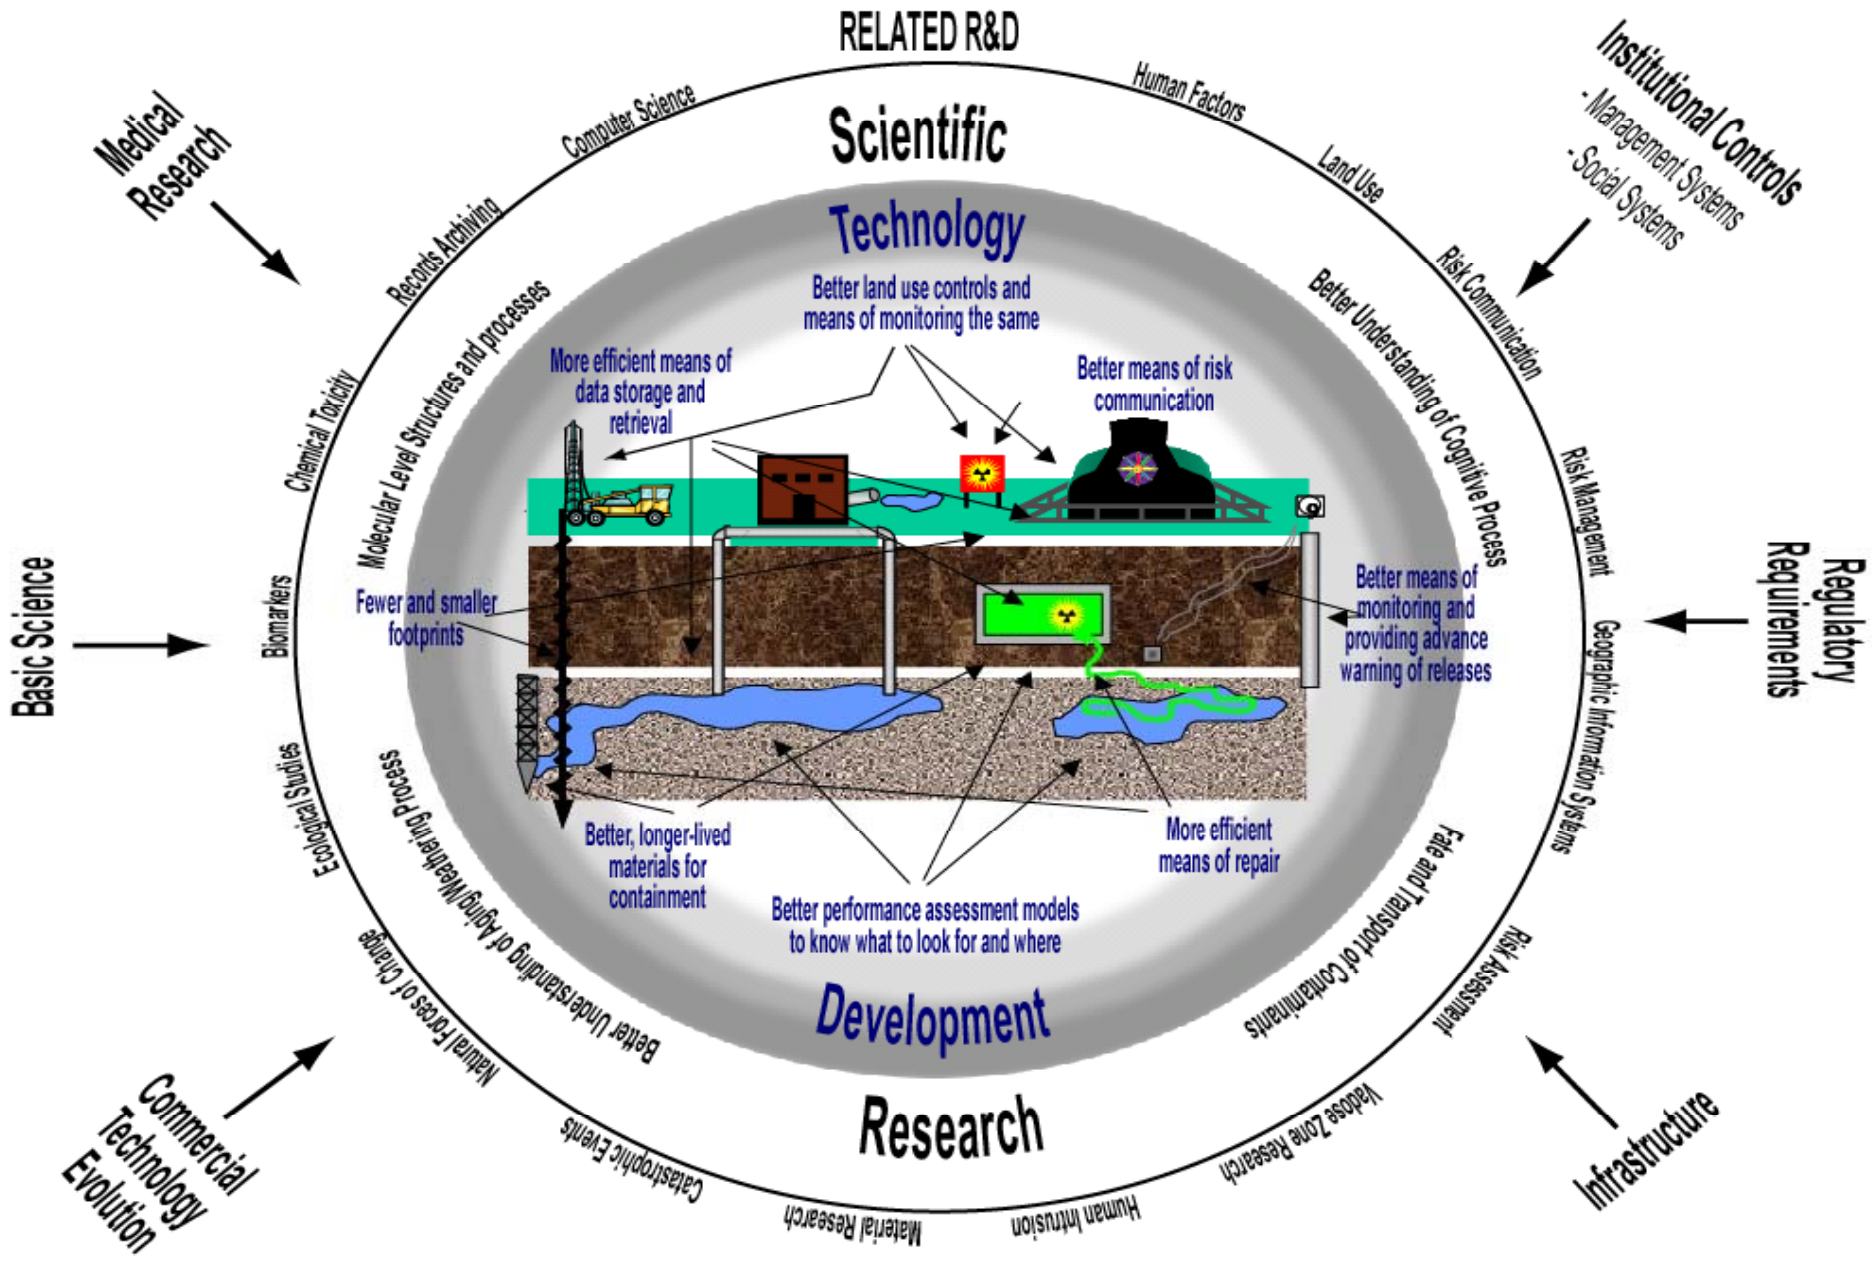 RELATED R&D
Human Factors
Land Use
Risk Communication
Risk Management
Geographic Information Systems
Risk Assessment
Vadose Zone Research
Human Intrusion
Material Research
Catastrophic Events
Natural Forces of Change
Ecological Studies
Biomarkers
Chemical Toxicity
Records Archiving
Computer Science
Medical
Research
Institutional Controls
- Management Systems
- Social Systems
Regulatory
Requirements
Infrastructure
Commercial
Technology
Evolution
Basic Science
Scientific
Better Understanding of Cognitive Process
Fate and Transport of Contaminants
Research
Better Understanding of Aging/Weathering Process
Molecular Level Structures and processes
Technology
Better land use controls and
means of monitoring the same
More efficient means of
data storage and
retrieval
Better means of risk
communication
Fewer and smaller
footprints
Better means of
monitoring and
providing advance
warning of releases
Better, longer-lived
materials for
containment
More efficient
means of repair
Better performance assessment models
to know what to look for and where
Development